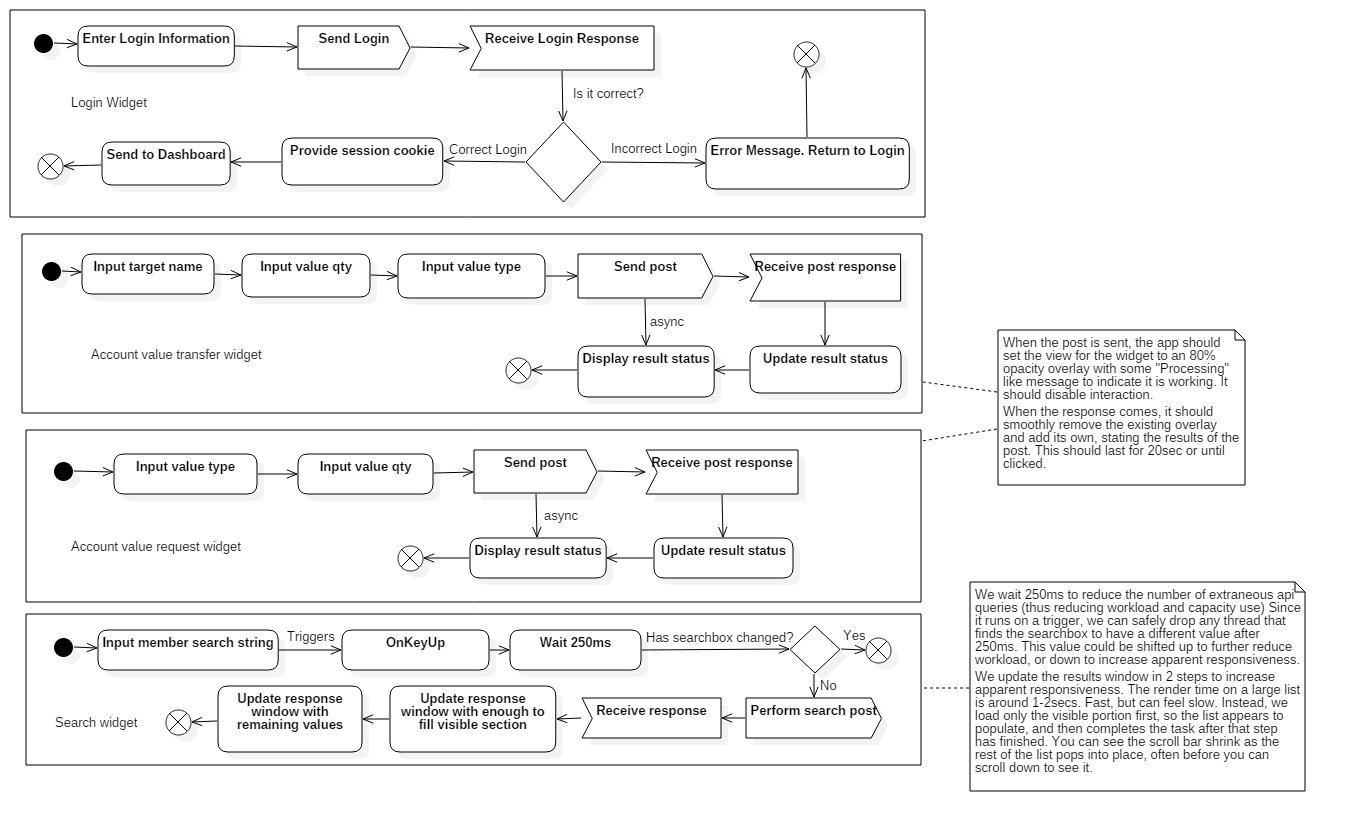 Enter Login Information
Send Login
Receive Login Response
Is it correct?
Login Widget
Send to Dashboard
Provide session cookie
Correct Login
Incorrect Login
Error Message. Return to Login
Input target name
Input value qty
Input value type
Send post
Receive post response
async
Account value transfer widget
Display result status
Update result status
When the post is sent, the app should
set the view for the widget to an 80%
opacity overlay with some "Processing"
like message to indicate it is working. It
should disable interaction.
When the response comes, it should
smoothly remove the existing overlay
and add its own, stating the results of the
post. This should last for 20sec or until
clicked.
Input value type
Input value qty
Send post
Receive post response
async
Account value request widget
Display result status
Update result status
Input member search string
Triggers
OnKeyUp
Wait 250ms
Has searchbox changed?
Yes
No
Search widget
Update response
window with
remaining values
Update response
window with enough to
fill visible section
Receive response
Perform search post
We wait 250ms to reduce the number of extraneous api
queries (thus reducing workload and capacity use) Since
it runs on a trigger, we can safely drop any thread that
finds the searchbox to have a different value after
250ms. This value could be shifted up to further reduce
workload, or down to increase apparent responsiveness.
We update the results window in 2 steps to increase
apparent responsiveness. The render time on a large list
is around 1-2secs. Fast, but can feel slow. Instead, we
load only the visible portion first, so the list appears to
populate, and then completes the task after that step
has finished. You can see the scroll bar shrink as the
rest of the list pops into place, often before you can
scroll down to see it.